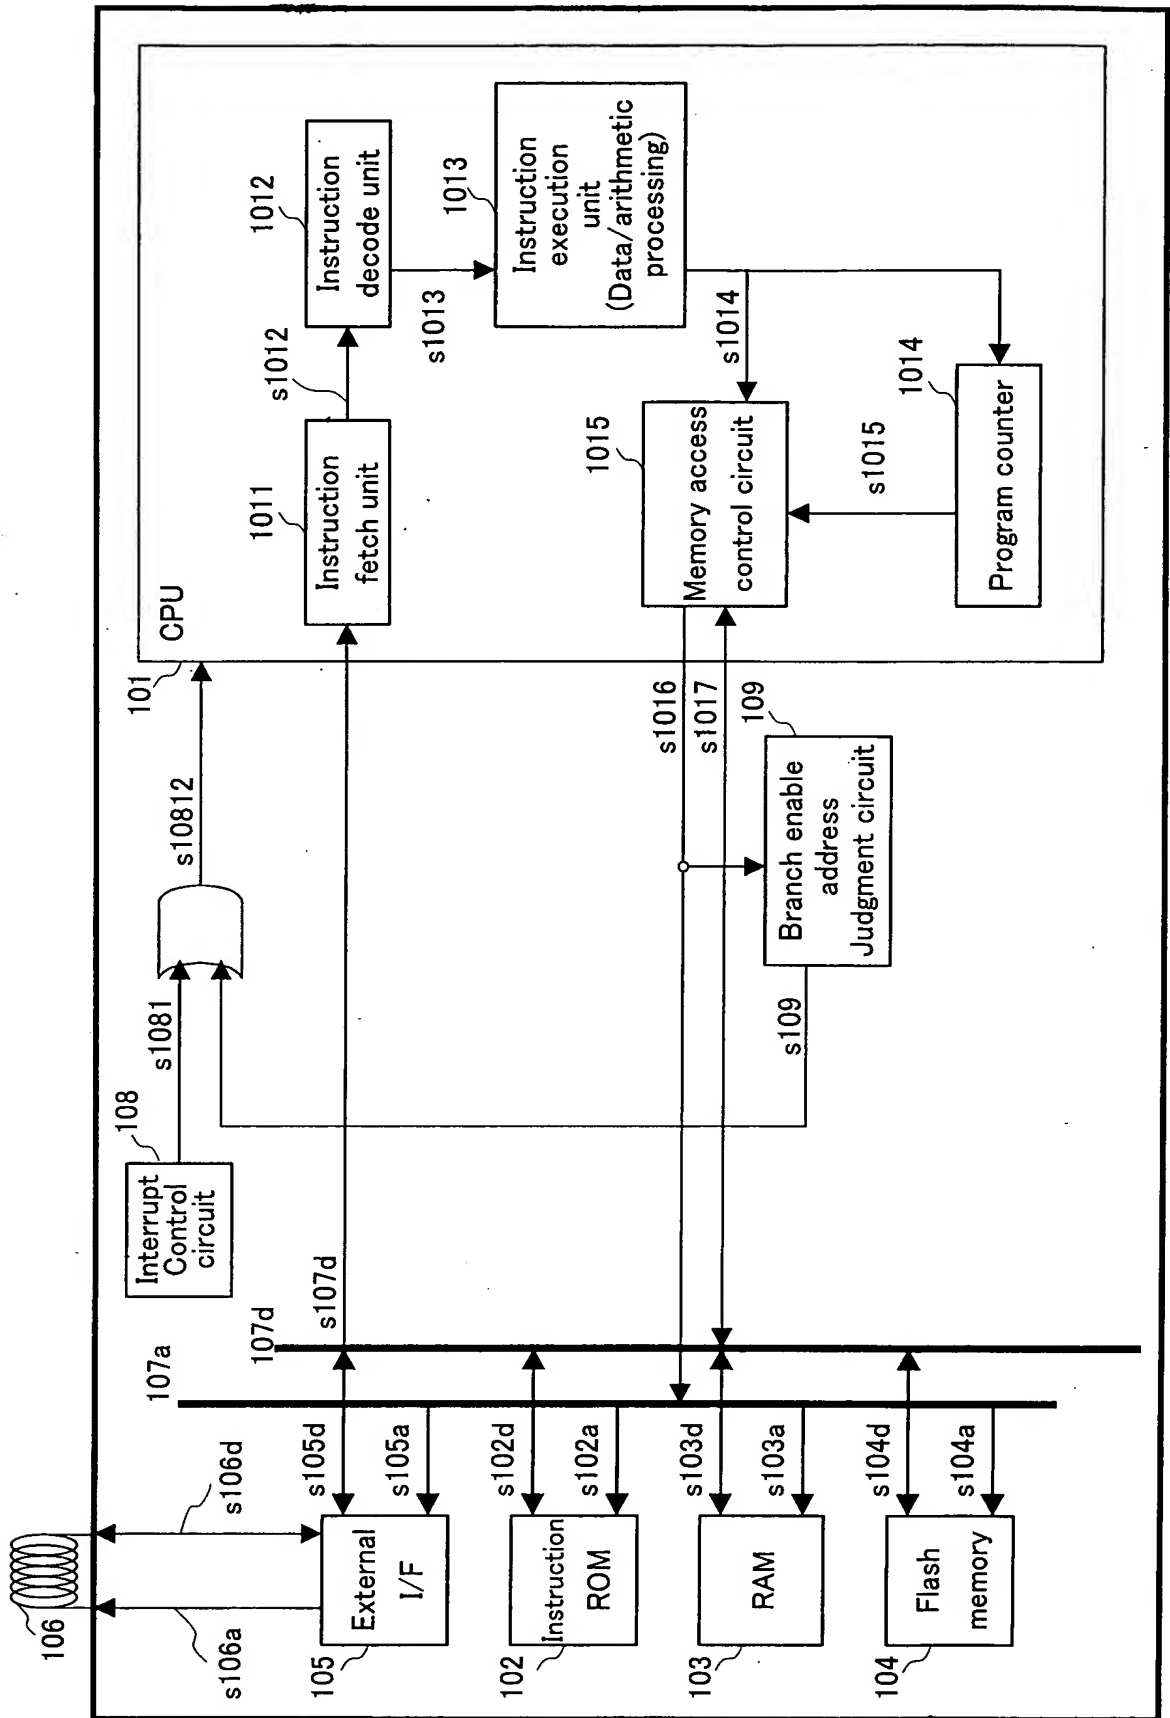 106
s106a
s106d
105
External
I/F
s105d
s105a
102
Instruction
ROM
s102d
s102a
103
RAM
s103d
s103a
104
Flash
memory
s104d
s104a
107a
107d
s107d
108
Interrupt
Control
circuit
s1081
s10812
s109
109
Branch enable
address
Judgment circuit
s1016
s1017
101
CPU
1011
Instruction
fetch unit
s1012
1012
Instruction
decode unit
s1013
1013
Instruction
execution
unit
(Data/arithmetic
processing)
s1014
1015
Memory access
control circuit
s1015
1014
Program counter